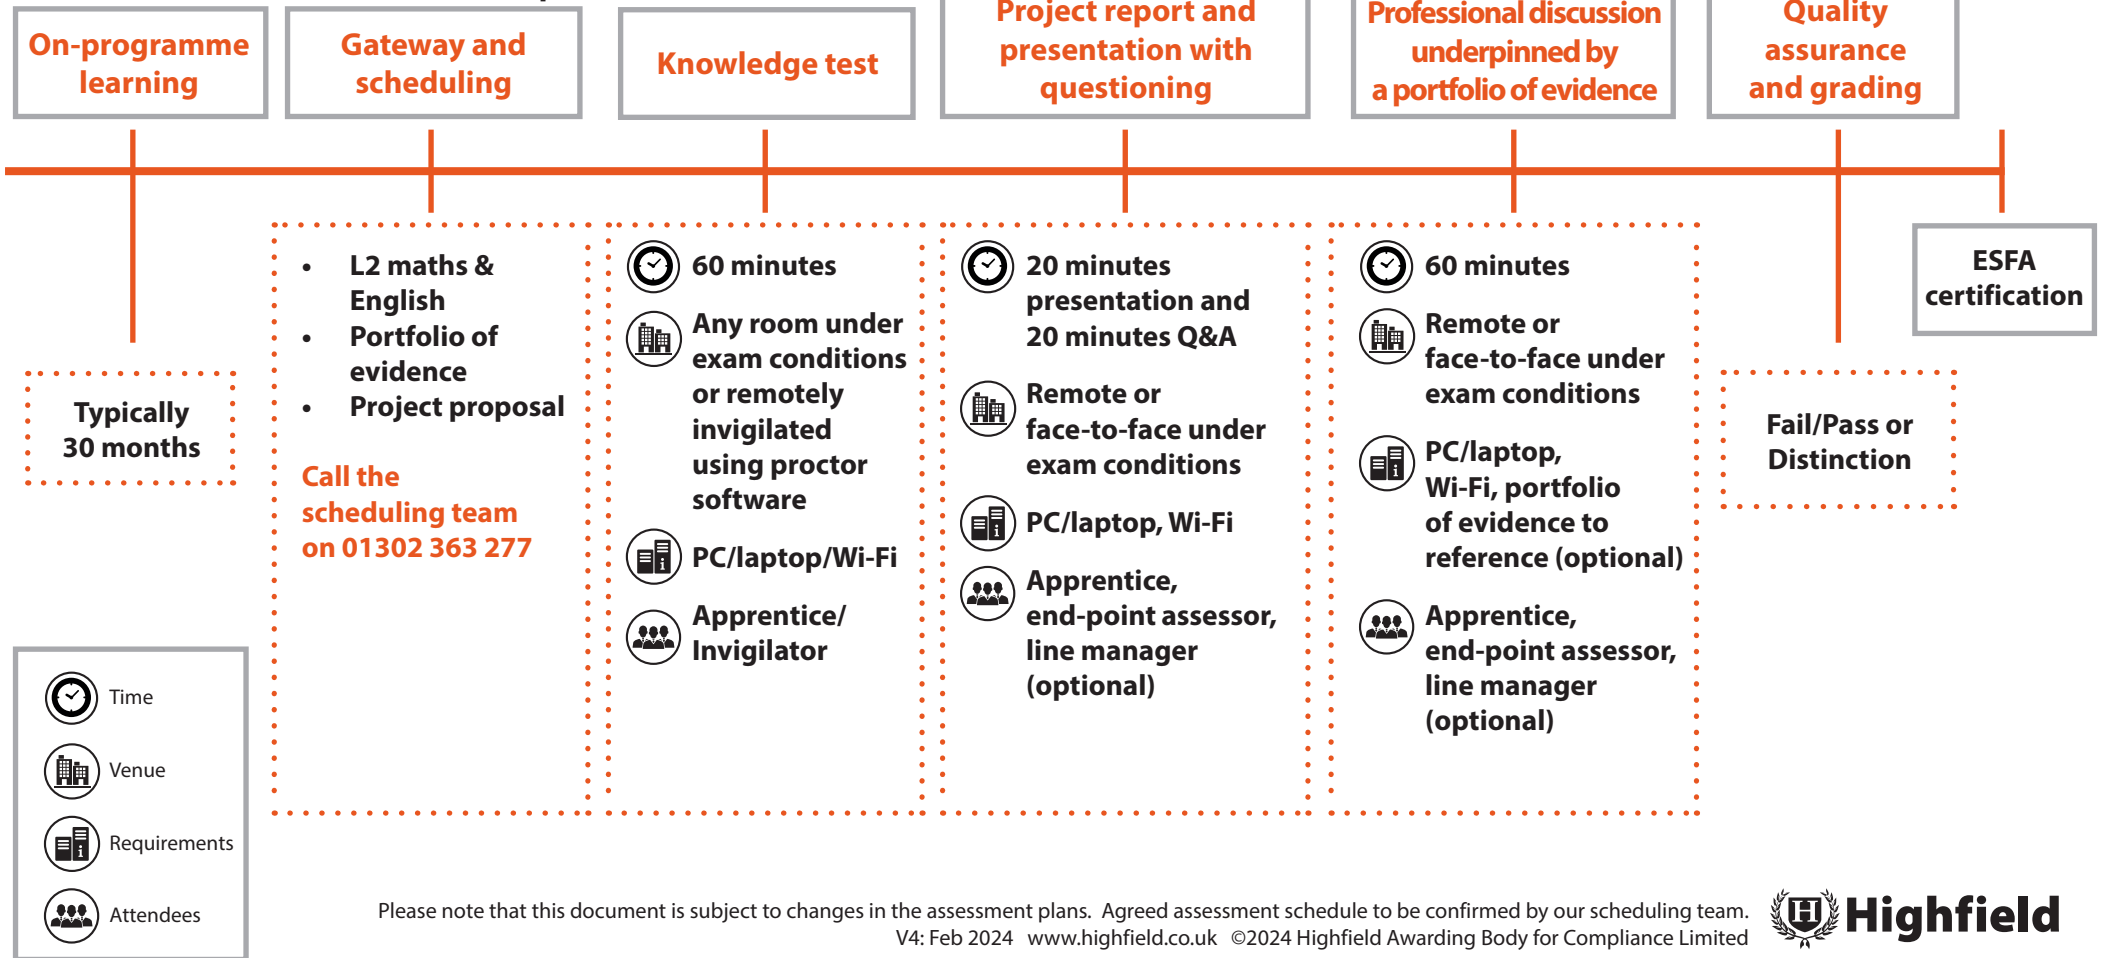 On-programme
learning
Gateway and
scheduling
Knowledge test
Project report and
presentation with
questioning
Professional discussion
underpinned by
a portfolio of evidence
Quality
assurance
and grading
Typically
30 months
• L2 maths &
English
• Portfolio of
evidence
• Project proposal
Call the
scheduling team
on 01302 363 277
60 minutes
Any room under
exam conditions
or remotely
invigilated
using proctor
software
PC/laptop/Wi-Fi
Apprentice/
Invigilator
20 minutes
presentation and
20 minutes Q&A
Remote or
face-to-face under
exam conditions
PC/laptop, Wi-Fi
Apprentice,
end-point assessor,
line manager
(optional)
60 minutes
Remote or
face-to-face under
exam conditions
PC/laptop,
Wi-Fi, portfolio
of evidence to
reference (optional)
Apprentice,
end-point assessor,
line manager
(optional)
Fail/Pass or
Distinction
ESFA
certification
Time
Venue
Requirements
Attendees
Please note that this document is subject to changes in the assessment plans. Agreed assessment schedule to be confirmed by our scheduling team.
V4: Feb 2024 www.highfield.co.uk ©2024 Highfield Awarding Body for Compliance Limited
H Highfield